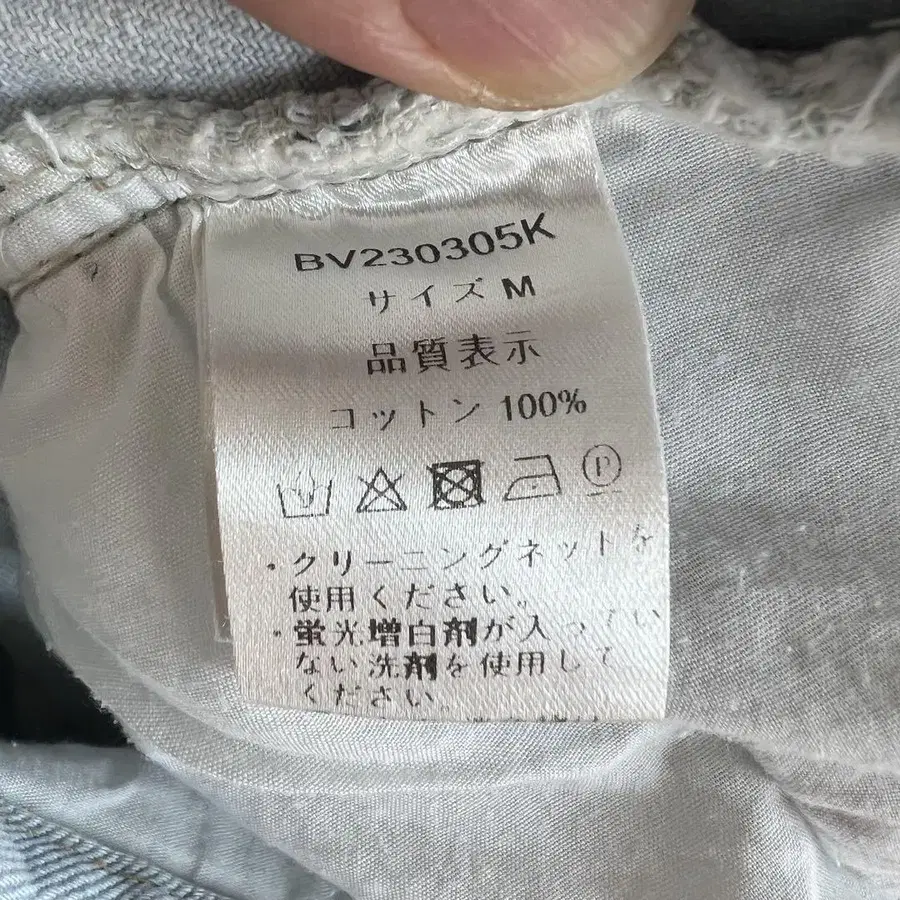 BV230305K
サイズ M
品質表示
コットン 100%
P
・クリーニングネットを
使用ください。
・蛍光増白剤が入ってい
ない洗剤を使用して
ください。